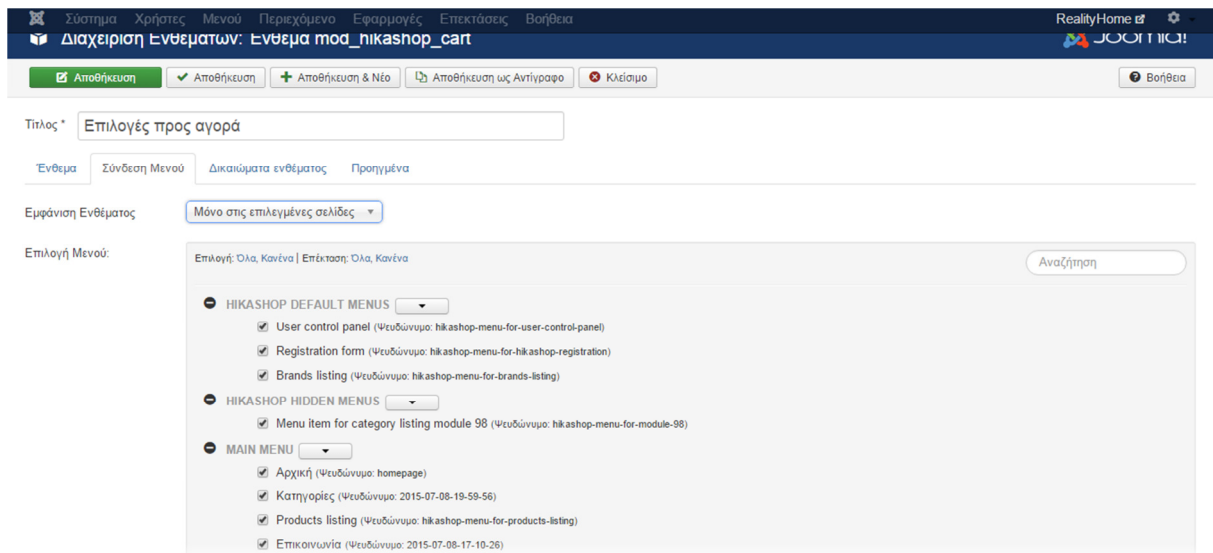 Σύστημα Χρήστες Μενού Περιεχόμενο Εφαρμογές Επεκτάσεις Βοήθεια RealityHome
Διαχείριση Ενθεμάτων: Ένθεμα mod_hikashop_cart Joomla!
Αποθήκευση Αποθήκευση Αποθήκευση & Νέο Αποθήκευση ως Αντίγραφο Κλείσιμο Βοήθεια
Τίτλος * Επιλογές προς αγορά
Ένθεμα Σύνδεση Μενού Δικαιώματα ενθέματος Προηγμένα
Εμφάνιση Ενθέματος Μόνο στις επιλεγμένες σελίδες
Επιλογή Μενού: Επιλογή: Όλα, Κανένα | Επέκταση: Όλα, Κανένα Αναζήτηση
HIKASHOP DEFAULT MENUS
User control panel (Ψευδώνυμο: hikashop-menu-for-user-control-panel)
Registration form (Ψευδώνυμο: hikashop-menu-for-hikashop-registration)
Brands listing (Ψευδώνυμο: hikashop-menu-for-brands-listing)
HIKASHOP HIDDEN MENUS
Menu item for category listing module 98 (Ψευδώνυμο: hikashop-menu-for-module-98)
MAIN MENU
Αρχική (Ψευδώνυμο: homepage)
Κατηγορίες (Ψευδώνυμο: 2015-07-08-19-59-56)
Products listing (Ψευδώνυμο: hikashop-menu-for-products-listing)
Επικοινωνία (Ψευδώνυμο: 2015-07-08-17-10-26)